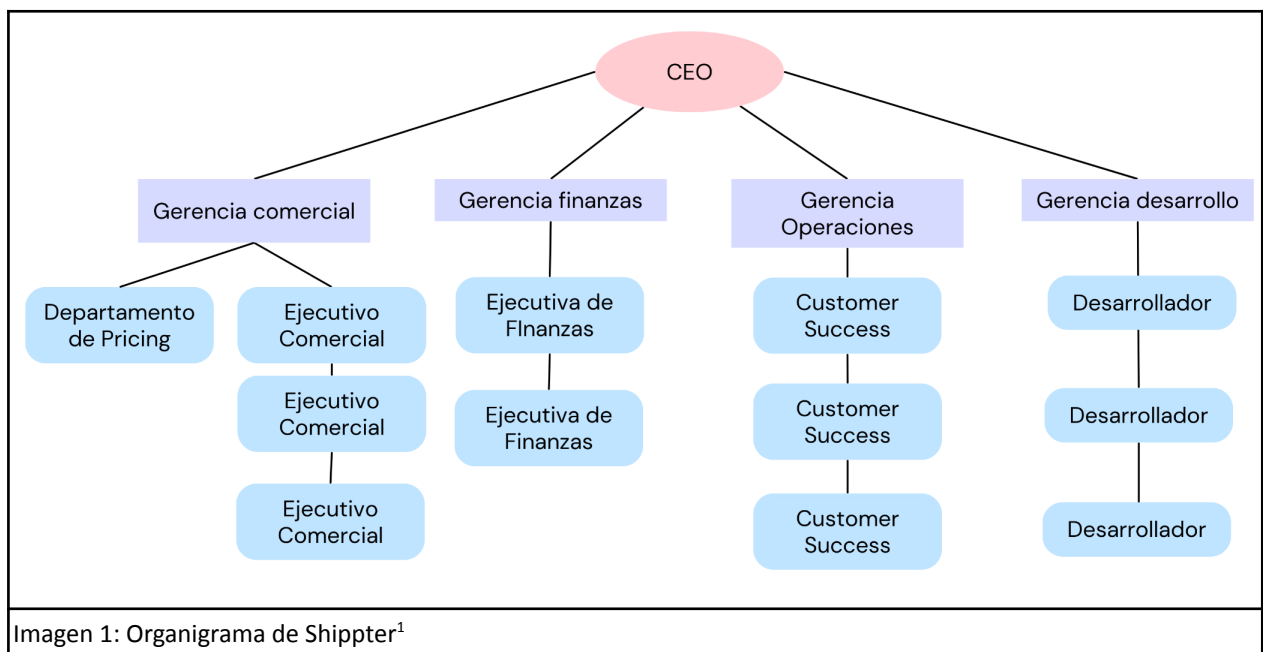 CEO
Gerencia comercial
Gerencia finanzas
Gerencia
Operaciones
Gerencia desarrollo
Departamento
de Pricing
Ejecutivo
Comercial
Ejecutivo
Comercial
Ejecutivo
Comercial
Ejecutiva de
FInanzas
Ejecutiva de
Finanzas
Customer
Success
Customer
Success
Customer
Success
Desarrollador
Desarrollador
Desarrollador
Imagen 1: Organigrama de Shippter¹